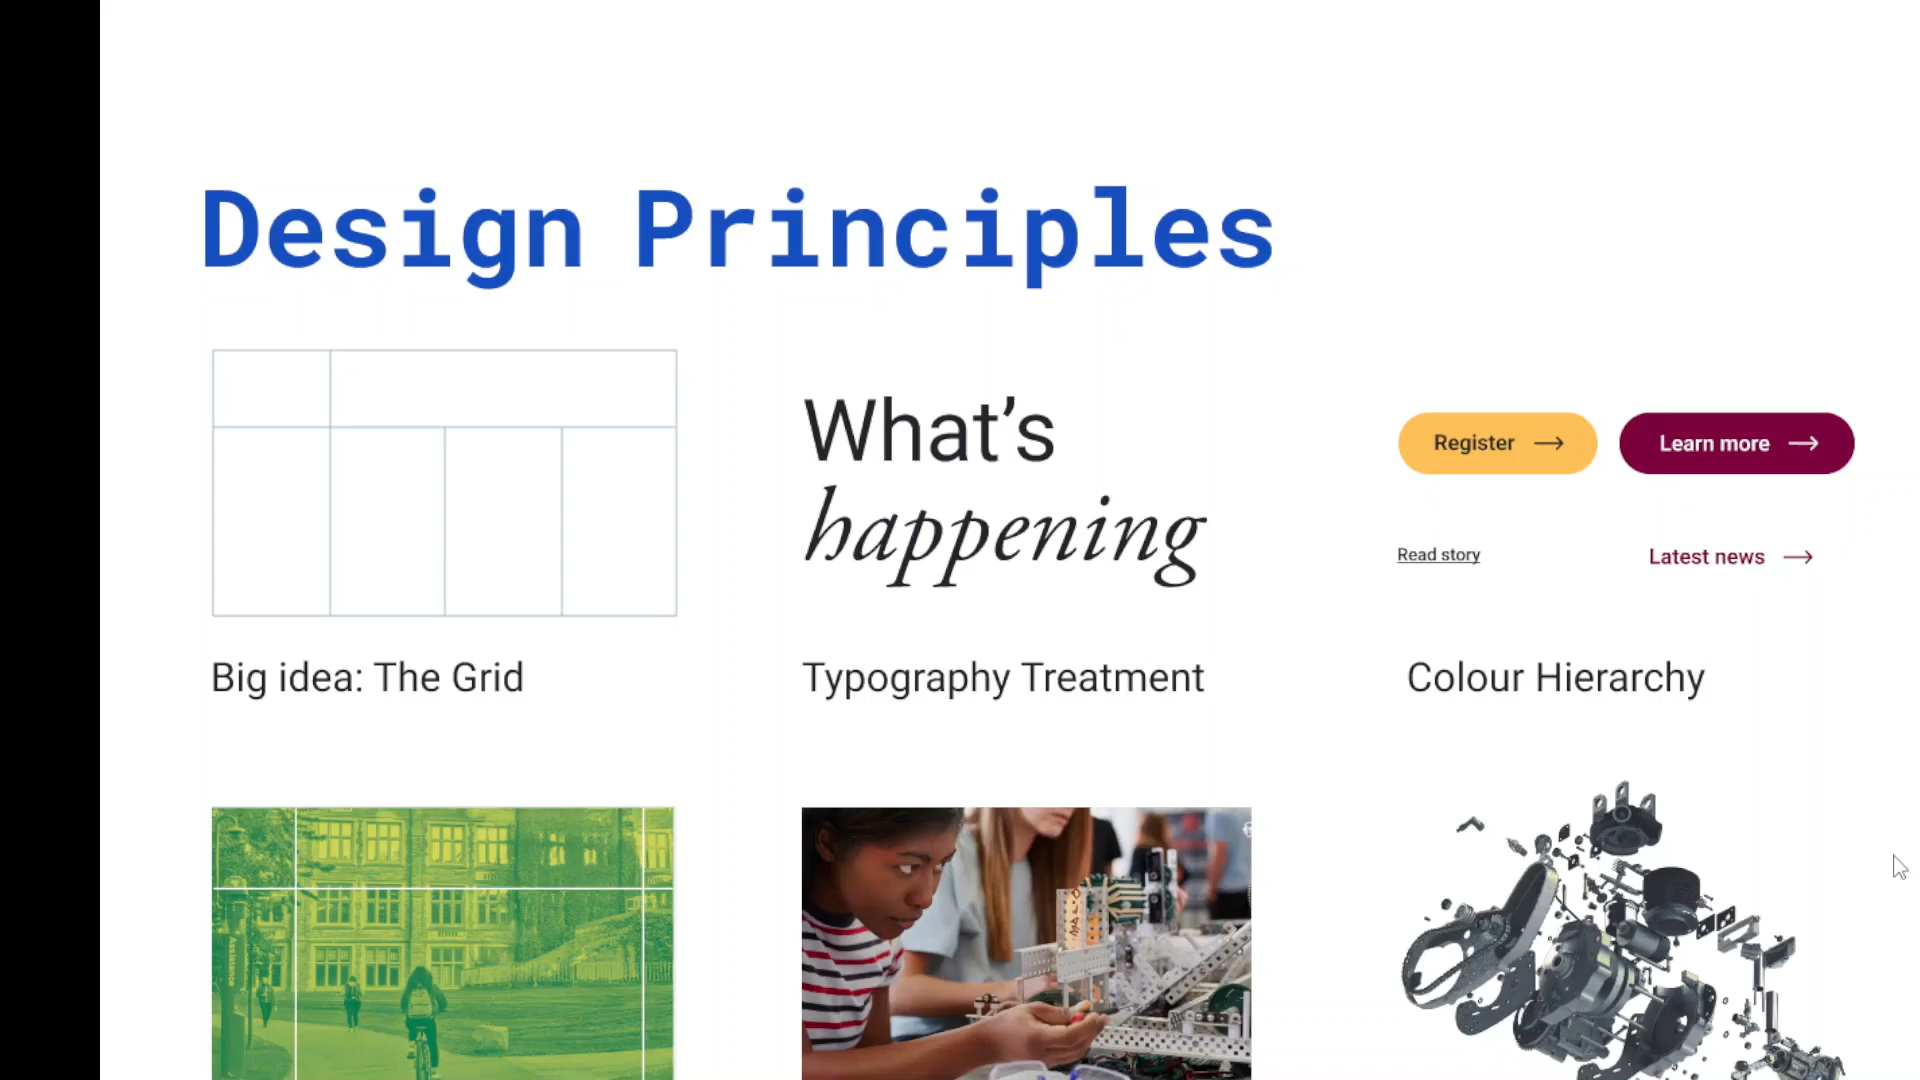 Design Principles
What's
happening
Register
Learn more
Read story
Latest news
Big idea: The Grid
Typography Treatment
Colour Hierarchy
Assistance